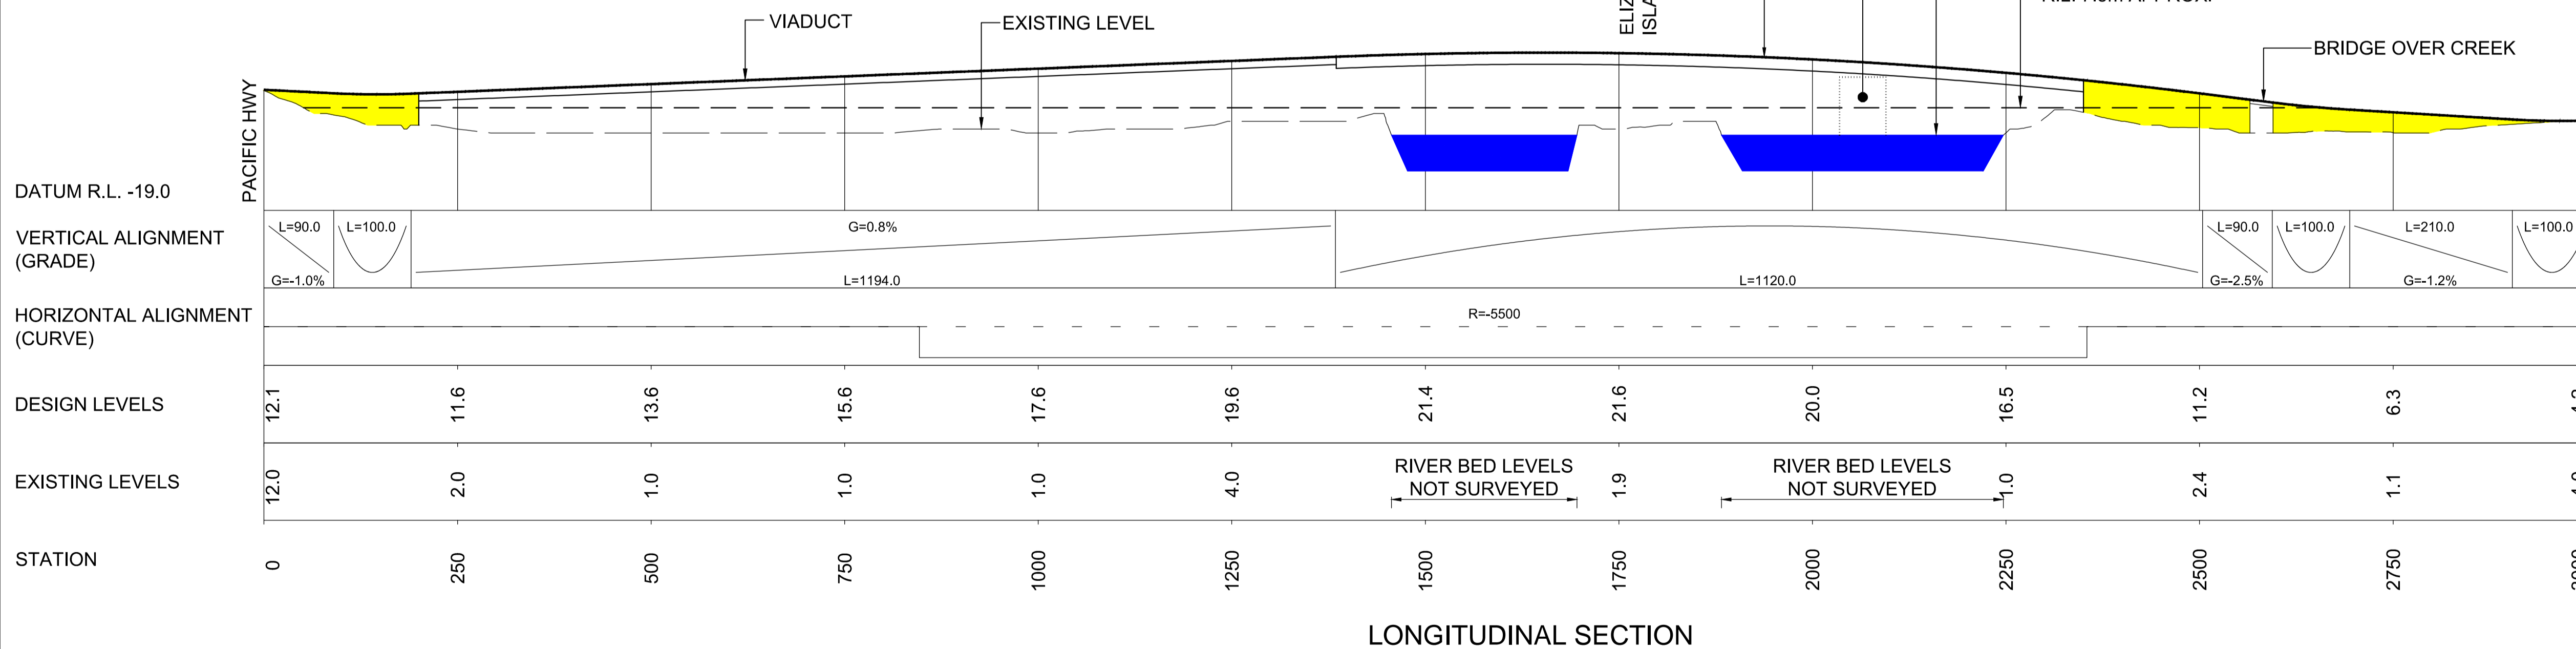 VIADUCT
EXISTING LEVEL
BRIDGE OVER CREEK
PACIFIC HWY
DATUM R.L. -19.0
VERTICAL ALIGNMENT
(GRADE)
L=90.0
G=-1.0%
L=100.0
G=0.8%
L=1194.0
L=1120.0
L=90.0
G=-2.5%
L=100.0
L=210.0
G=-1.2%
L=100.0
HORIZONTAL ALIGNMENT
(CURVE)
R=-5500
DESIGN LEVELS
12.1 11.6 13.6 15.6 17.6 19.6 21.4 21.6 20.0 16.5 11.2 6.3
EXISTING LEVELS
12.0 2.0 1.0 1.0 1.0 4.0
RIVER BED LEVELS
NOT SURVEYED
1.9
RIVER BED LEVELS
NOT SURVEYED
1.0 2.4 1.1
STATION
0 250 500 750 1000 1250 1500 1750 2000 2250 2500 2750
LONGITUDINAL SECTION